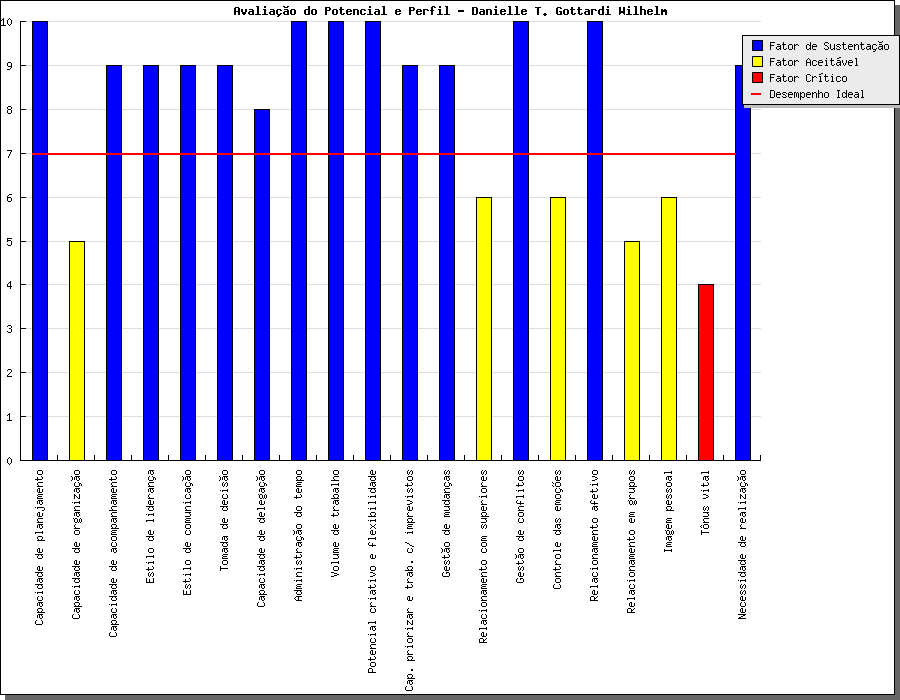 Avaliação do Potencial e Perfil - Danielle T. Gottardi Wilhelm
Fator de Sustentação
Fator Aceitável
Fator Crítico
Desempenho Ideal
10
9
8
7
6
5
4
3
2
1
0
Capacidade de planejamento
Capacidade de organização
Capacidade de acompanhamento
Estilo de liderança
Estilo de comunicação
Tomada de decisão
Capacidade de delegação
Administração do tempo
Volume de trabalho
Potencial criativo e flexibilidade
Cap. priorizar e trab. c/ imprevistos
Gestão de mudanças
Relacionamento com superiores
Gestão de conflitos
Controle das emoções
Relacionamento afetivo
Relacionamento em grupos
Imagem pessoal
Tônus vital
Necessidade de realização